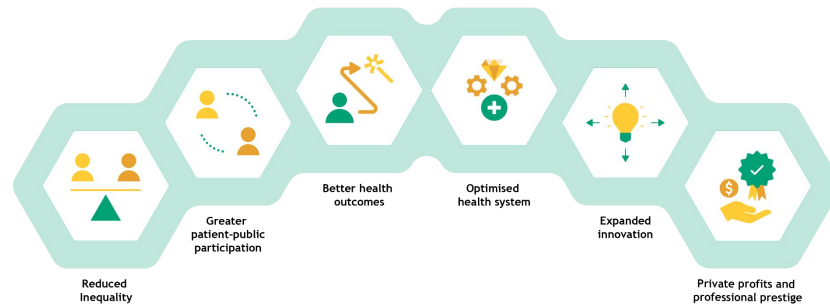 Reduced
Inequality
Greater
patient-public
participation
Better health
outcomes
Optimised
health system
Expanded
innovation
$
Private profits and
professional prestige